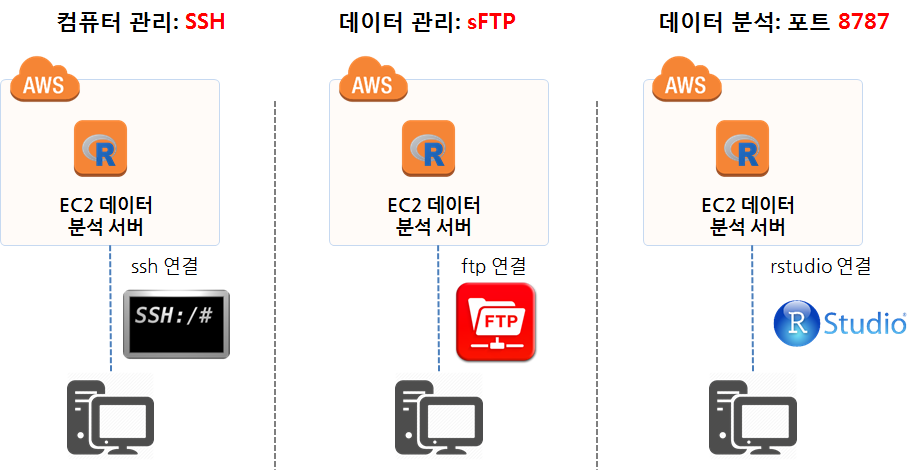 컴퓨터 관리: SSH
데이터 관리: sFTP
데이터 분석: 포트 8787
AWS
AWS
AWS
R
R
R
EC2 데이터
분석 서버
EC2 데이터
분석 서버
EC2 데이터
분석 서버
ssh 연결
ftp 연결
rstudio 연결
SSH:/#
FTP
R Studio